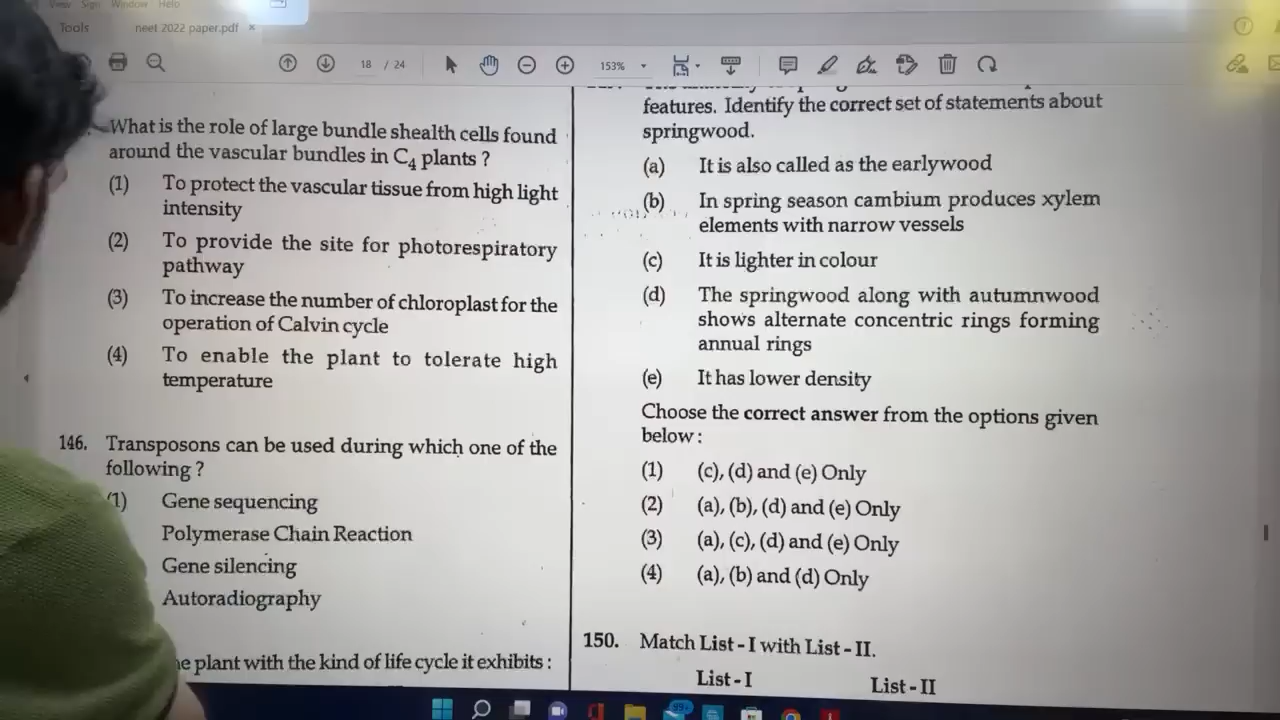 View Sign Window Help
Tools neet 2022 paper.pdf ×
18 / 24 153%
What is the role of large bundle shealth cells found
around the vascular bundles in C4 plants ?
(1) To protect the vascular tissue from high light
intensity
(2) To provide the site for photorespiratory
pathway
(3) To increase the number of chloroplast for the
operation of Calvin cycle
(4) To enable the plant to tolerate high
temperature
146. Transposons can be used during which one of the
following ?
1) Gene sequencing
Polymerase Chain Reaction
Gene silencing
Autoradiography
plant with the kind of life cycle it exhibits :
features. Identify the correct set of statements about
springwood.
(a) It is also called as the earlywood
(b) In spring season cambium produces xylem
elements with narrow vessels
(c) It is lighter in colour
(d) The springwood along with autumnwood
shows alternate concentric rings forming
annual rings
(e) It has lower density
Choose the correct answer from the options given
below :
(1) (c), (d) and (e) Only
(2) (a), (b), (d) and (e) Only
(3) (a), (c), (d) and (e) Only
(4) (a), (b) and (d) Only
150. Match List - I with List - II.
List - I List - II
99+